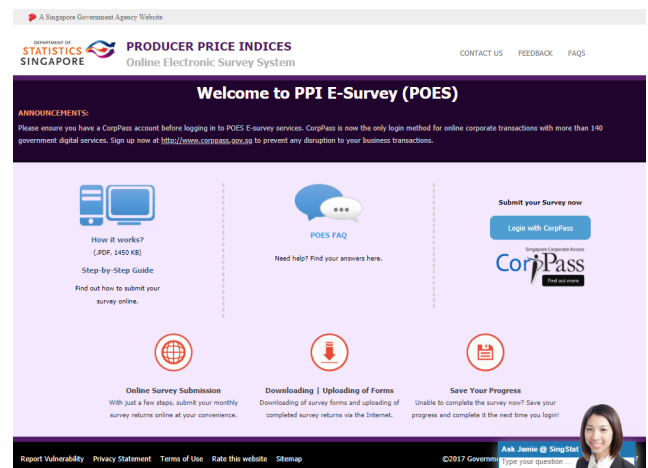 A Singapore Government Agency Website
DEPARTMENT OF
STATISTICS
SINGAPORE
PRODUCER PRICE INDICES
Online Electronic Survey System
CONTACT US FEEDBACK FAQS
Welcome to PPI E-Survey (POES)
ANNOUNCEMENTS:
Please ensure you have a CorpPass account before logging in to POES E-survey services. CorpPass is now the only login method for online corporate transactions with more than 140
government digital services. Sign up now at http://www.corppass.gov.sg to prevent any disruption to your business transactions.
How it works?
(.PDF, 1450 KB)
Step-by-Step Guide
Find out how to submit your
survey online.
POES FAQ
Need help? Find your answers here.
Submit your Survey now
Login with CorpPass
Singapore Corporate Access
CorpPass
Find out more
Online Survey Submission
With just a few steps, submit your monthly
survey returns online at your convenience.
Downloading | Uploading of Forms
Downloading of survey forms and uploading of
completed survey returns via the Internet.
Save Your Progress
Unable to complete the survey now? Save your
progress and complete it the next time you login!
Report Vulnerability Privacy Statement Terms of Use Rate this website Sitemap
©2017 Governm
Ask Jamie @ SingStat
Type your question ...
7